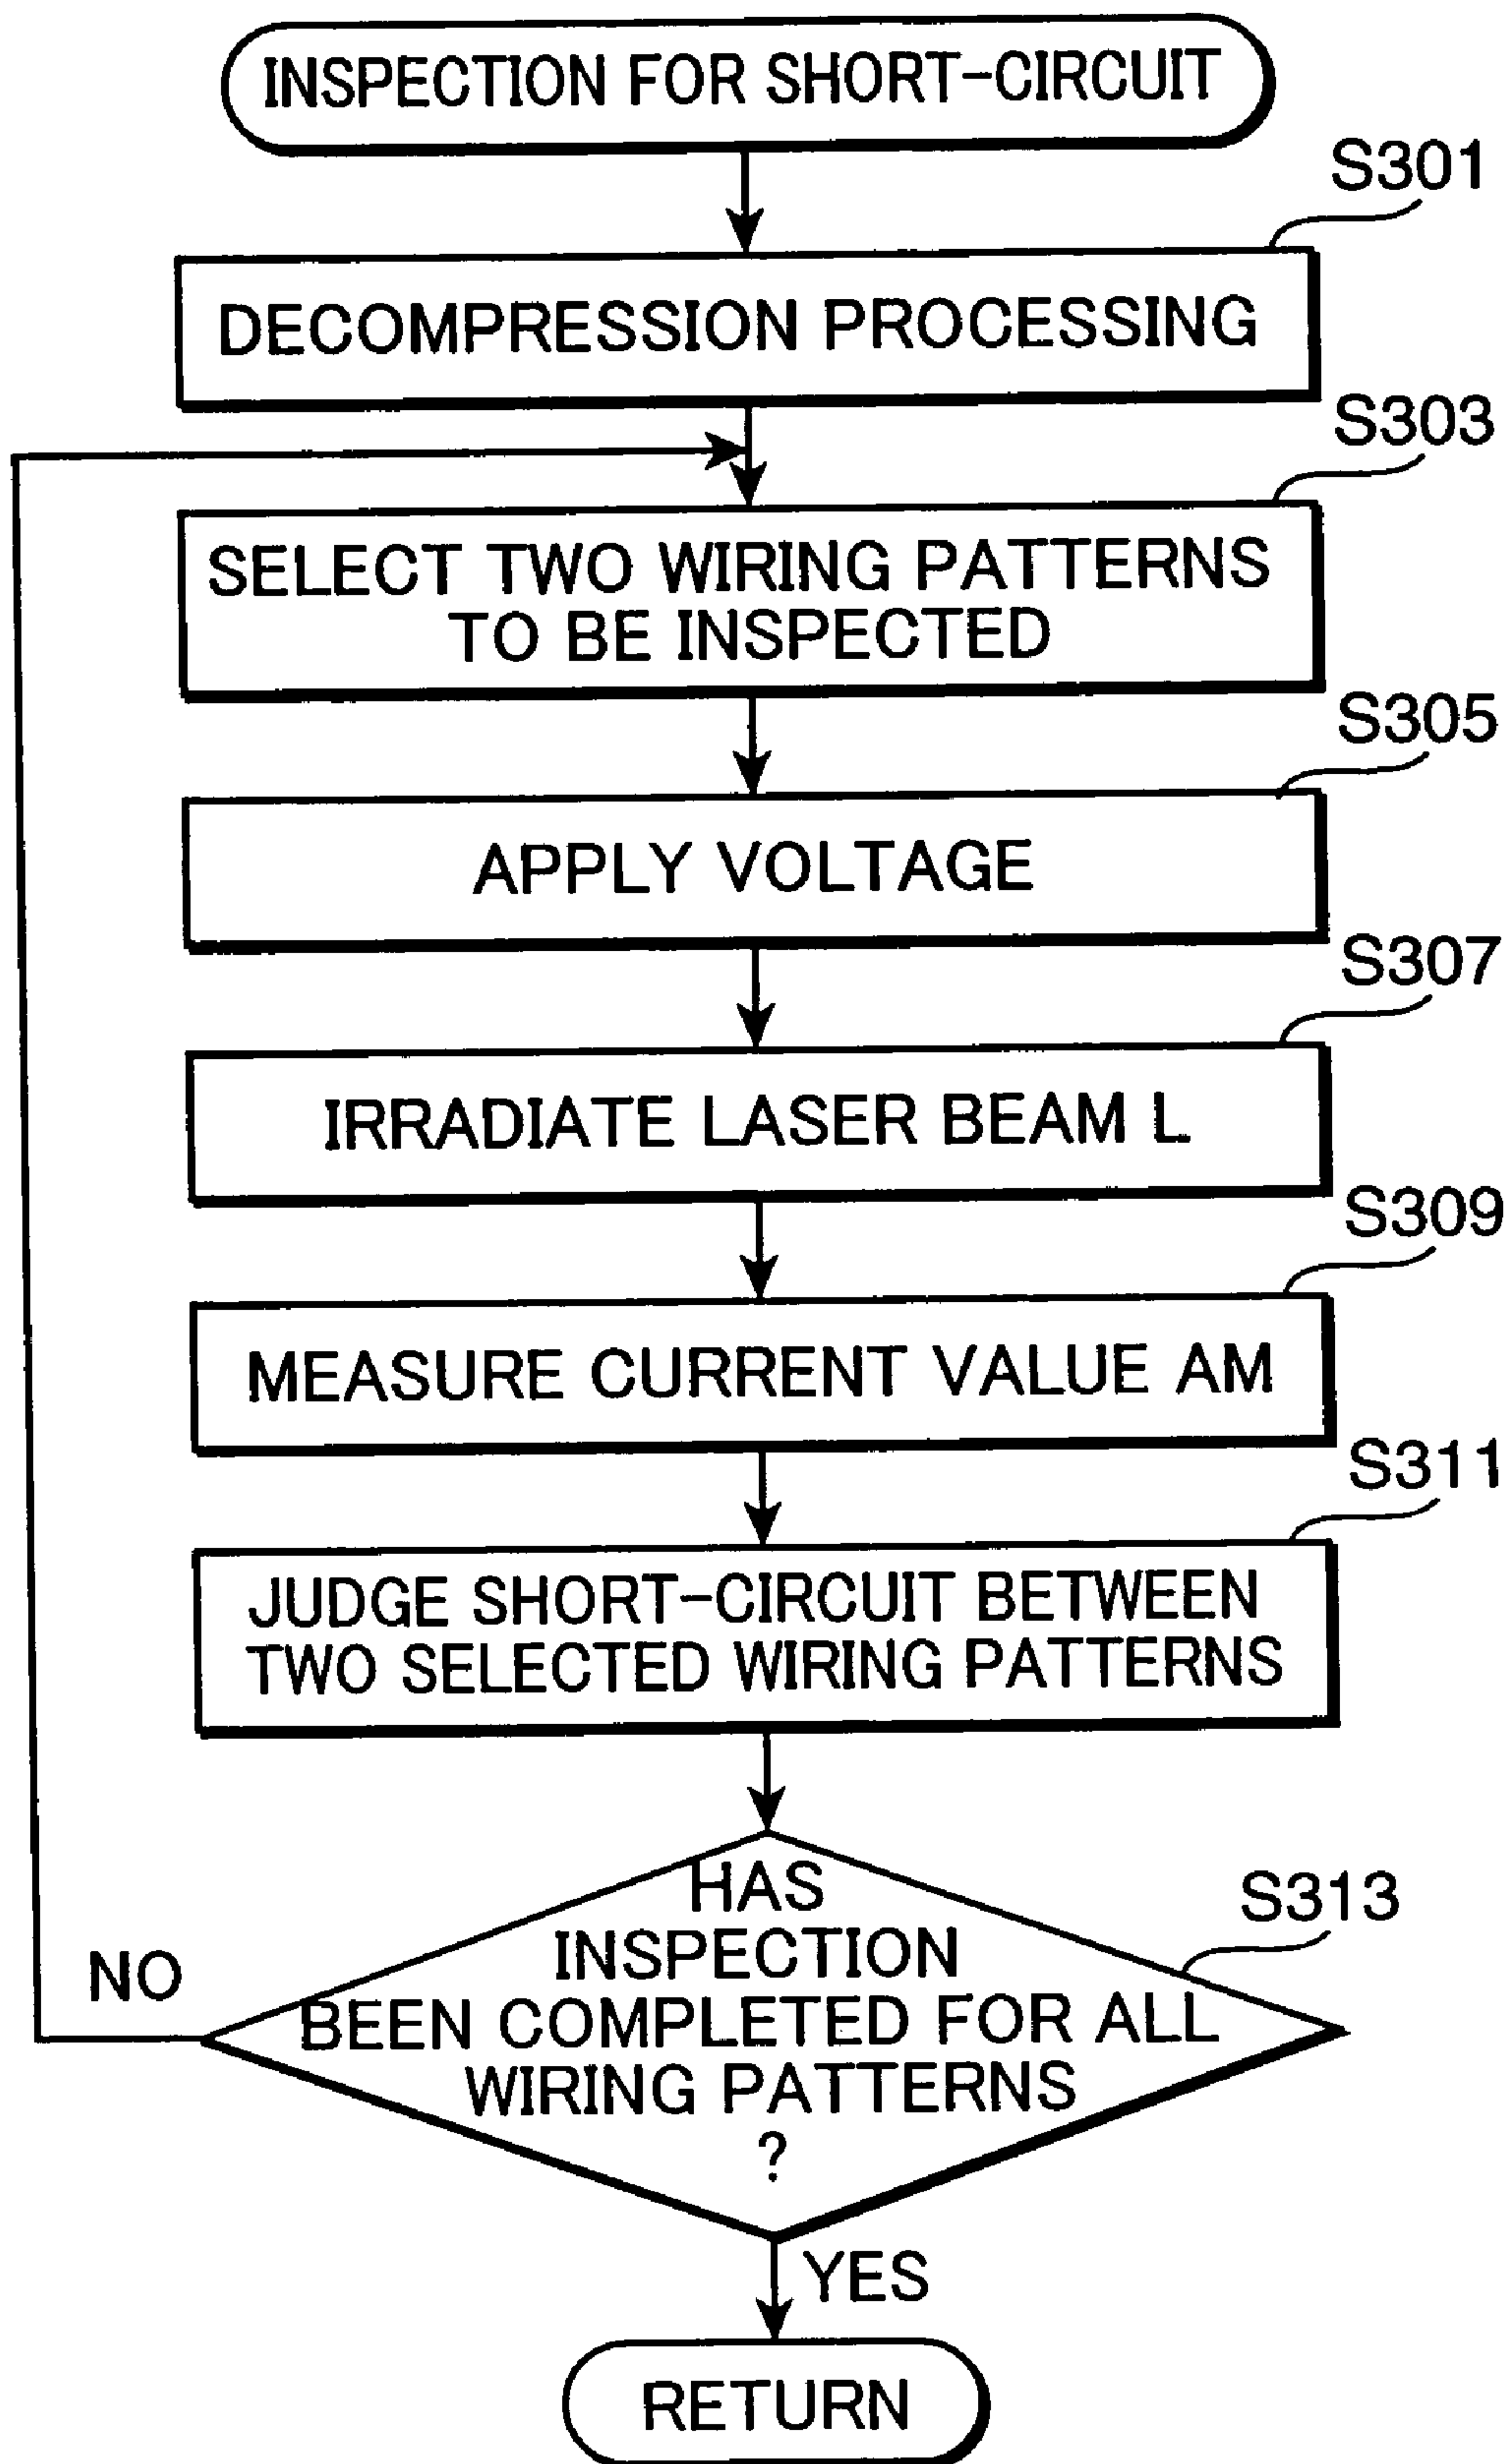 INSPECTION FOR SHORT-CIRCUIT
S301
DECOMPRESSION PROCESSING
S303
SELECT TWO WIRING PATTERNS
TO BE INSPECTED
S305
APPLY VOLTAGE
S307
IRRADIATE LASER BEAM L
S309
MEASURE CURRENT VALUE AM
S311
JUDGE SHORT-CIRCUIT BETWEEN
TWO SELECTED WIRING PATTERNS
S313
HAS
INSPECTION
BEEN COMPLETED FOR ALL
WIRING PATTERNS
?
NO
YES
RETURN